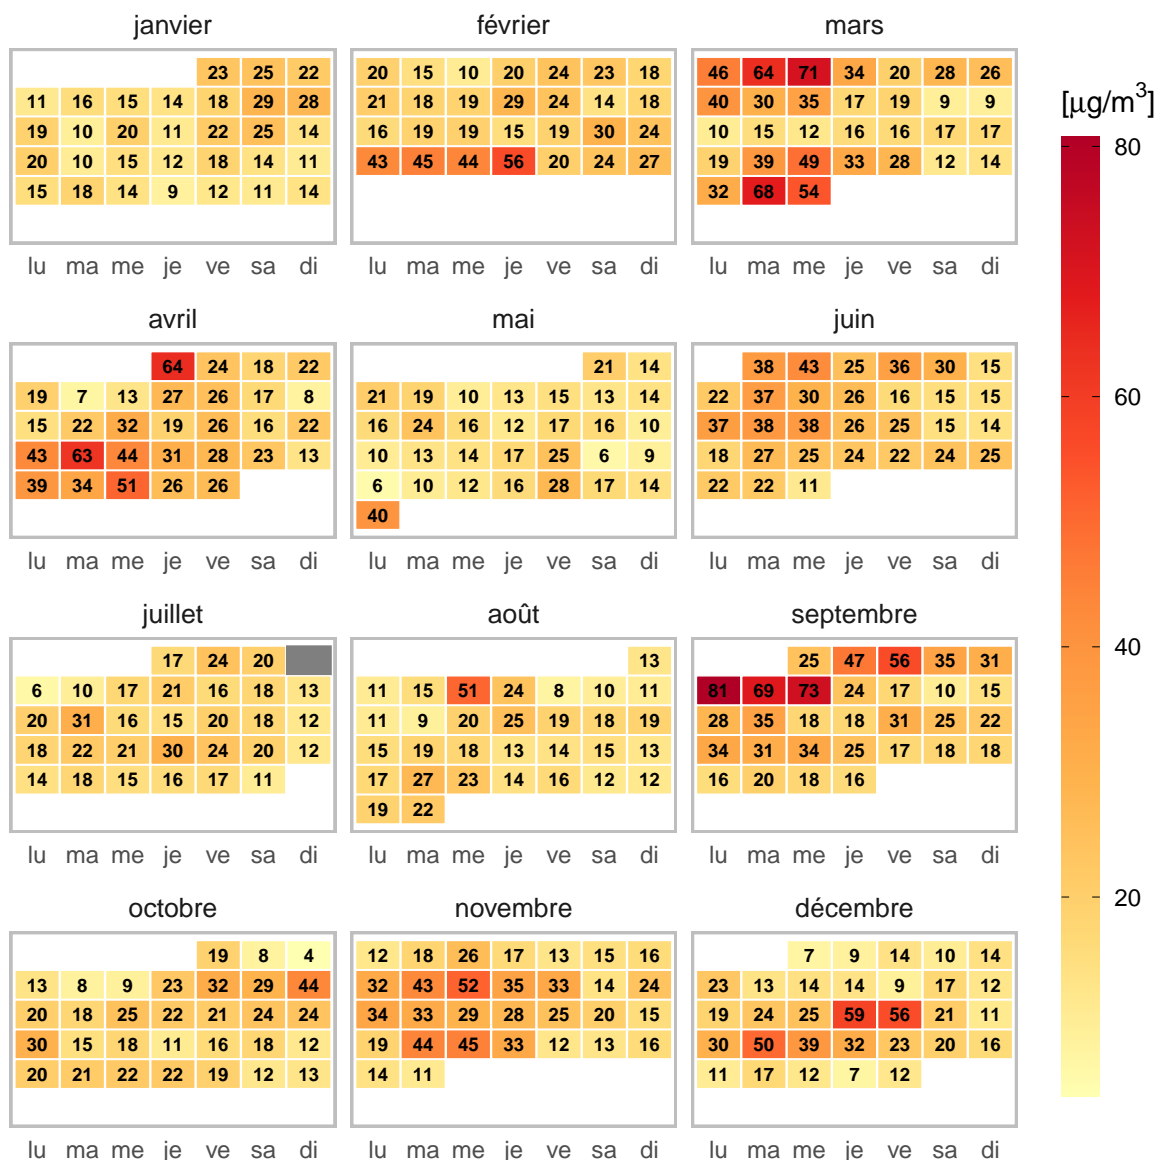 janvier février mars
23 25 22 20 15 10 20 24 23 18 46 64 71 34 20 28 26
11 16 15 14 18 29 28 21 18 19 29 24 14 18 40 30 35 17 19 9 9
[µg/m³]
19 10 20 11 22 25 14 16 19 19 15 19 30 24 10 15 12 16 16 17 17
80
20 10 15 12 18 14 11 43 45 44 56 20 24 27 19 39 49 33 28 12 14
15 18 14 9 12 11 14 32 68 54
lu ma me je ve sa di lu ma me je ve sa di lu ma me je ve sa di
avril mai juin
64 24 18 22 21 14 38 43 25 36 30 15
19 7 13 27 26 17 8 21 19 10 13 15 13 14 22 37 30 26 16 15 15
60
15 22 32 19 26 16 22 16 24 16 12 17 16 10 37 38 38 26 25 15 14
43 63 44 31 28 23 13 10 13 14 17 25 6 9 18 27 25 24 22 24 25
39 34 51 26 26 6 10 12 16 28 17 14 22 22 11
40
lu ma me je ve sa di lu ma me je ve sa di lu ma me je ve sa di
juillet août septembre
17 24 20 13 25 47 56 35 31
40
6 10 17 21 16 18 13 11 15 51 24 8 10 11 81 69 73 24 17 10 15
20 31 16 15 20 18 12 11 9 20 25 19 18 19 28 35 18 18 31 25 22
18 22 21 30 24 20 12 15 19 18 13 14 15 13 34 31 34 25 17 18 18
14 18 15 16 17 11 17 27 23 14 16 12 12 16 20 18 16
19 22
lu ma me je ve sa di lu ma me je ve sa di lu ma me je ve sa di
20
octobre novembre décembre
19 8 4 12 18 26 17 13 15 16 7 9 14 10 14
13 8 9 23 32 29 44 32 43 52 35 33 14 24 23 13 14 14 9 17 12
20 18 25 22 21 24 24 34 33 29 28 25 20 15 19 24 25 59 56 21 11
30 15 18 11 16 18 12 19 44 45 33 12 13 16 30 50 39 32 23 20 16
20 21 22 22 19 12 13 14 11 11 17 12 7 12
lu ma me je ve sa di lu ma me je ve sa di lu ma me je ve sa di